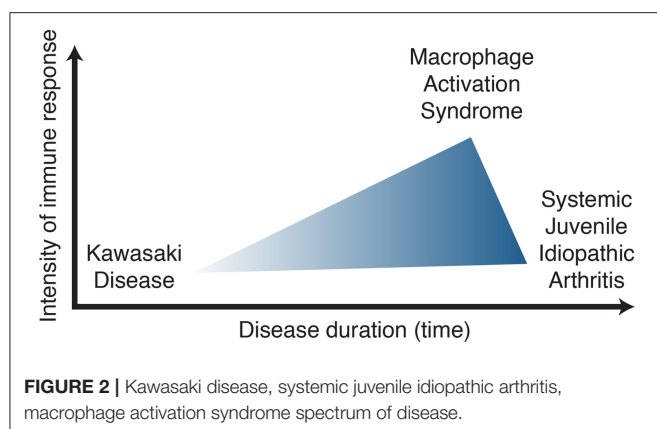 Intensity of immune response
Macrophage
Activation
Syndrome
Kawasaki
Disease
Systemic
Juvenile
Idiopathic
Arthritis
Disease duration (time)
FIGURE 2 | Kawasaki disease, systemic juvenile idiopathic arthritis,
macrophage activation syndrome spectrum of disease.